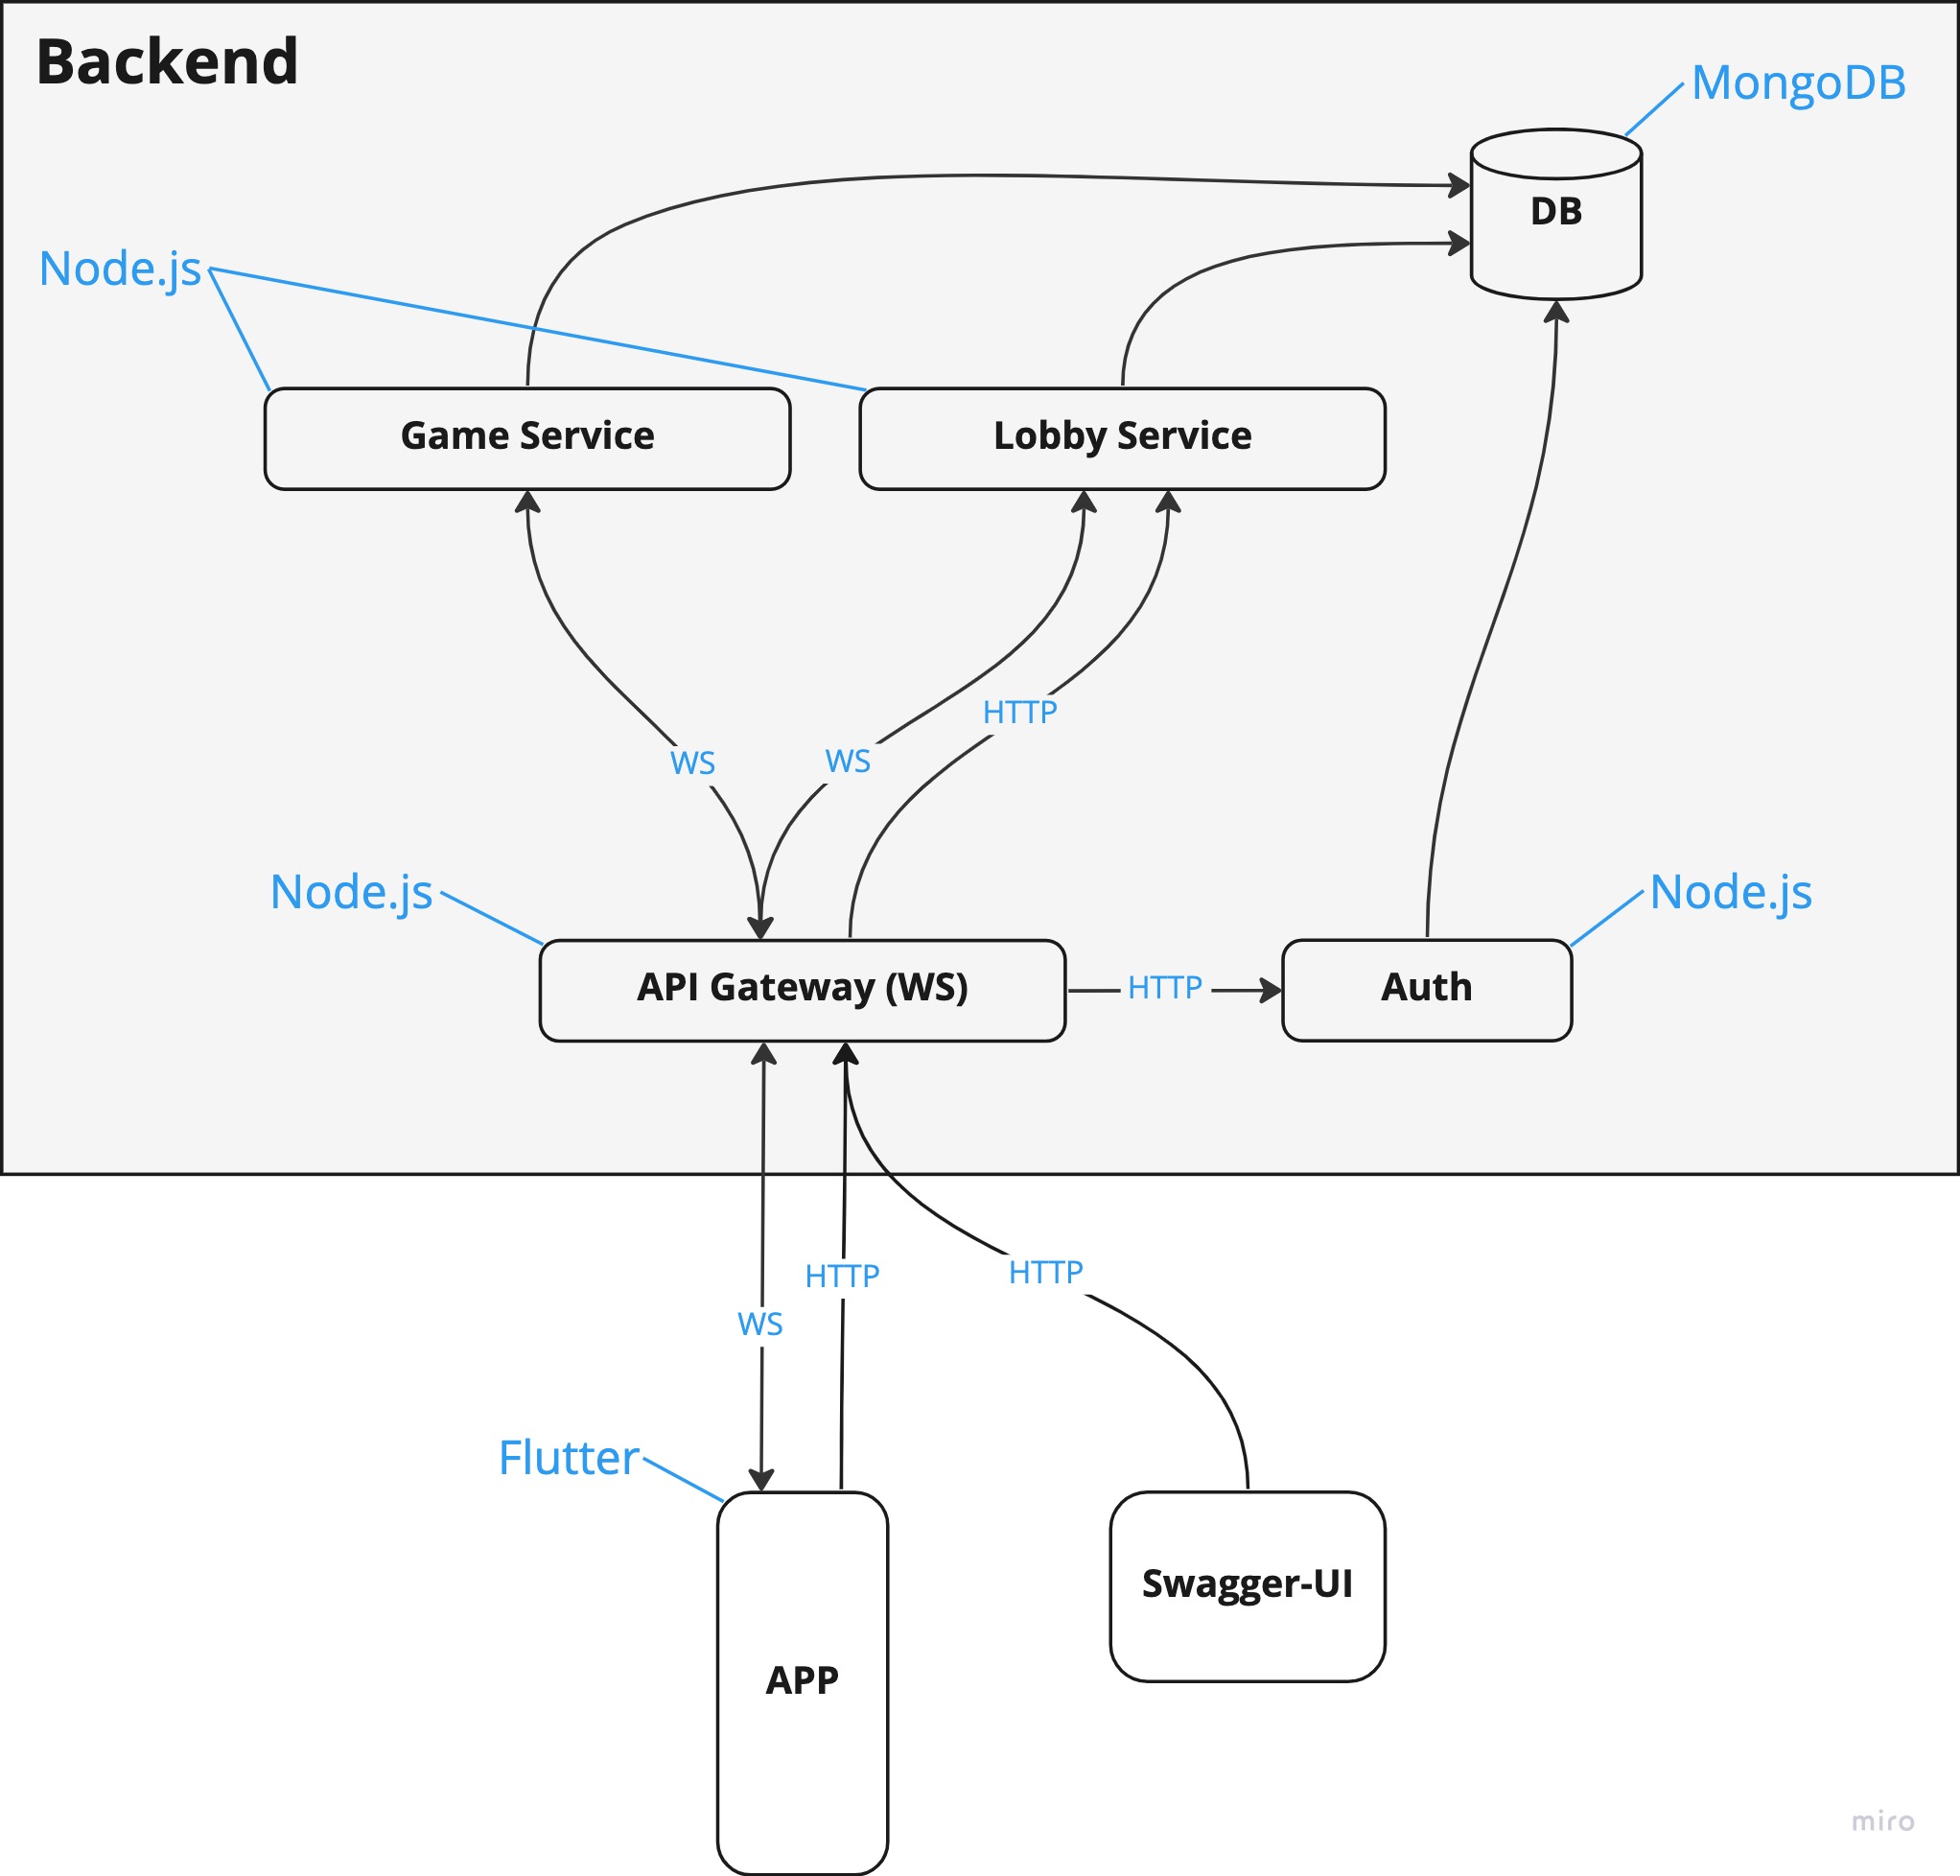 Backend
MongoDB
DB
Node.js
Game Service
Lobby Service
HTTP
WS
WS
Node.js
Node.js
API Gateway (WS)
HTTP
Auth
HTTP
HTTP
WS
Flutter
Swagger-UI
APP
miro